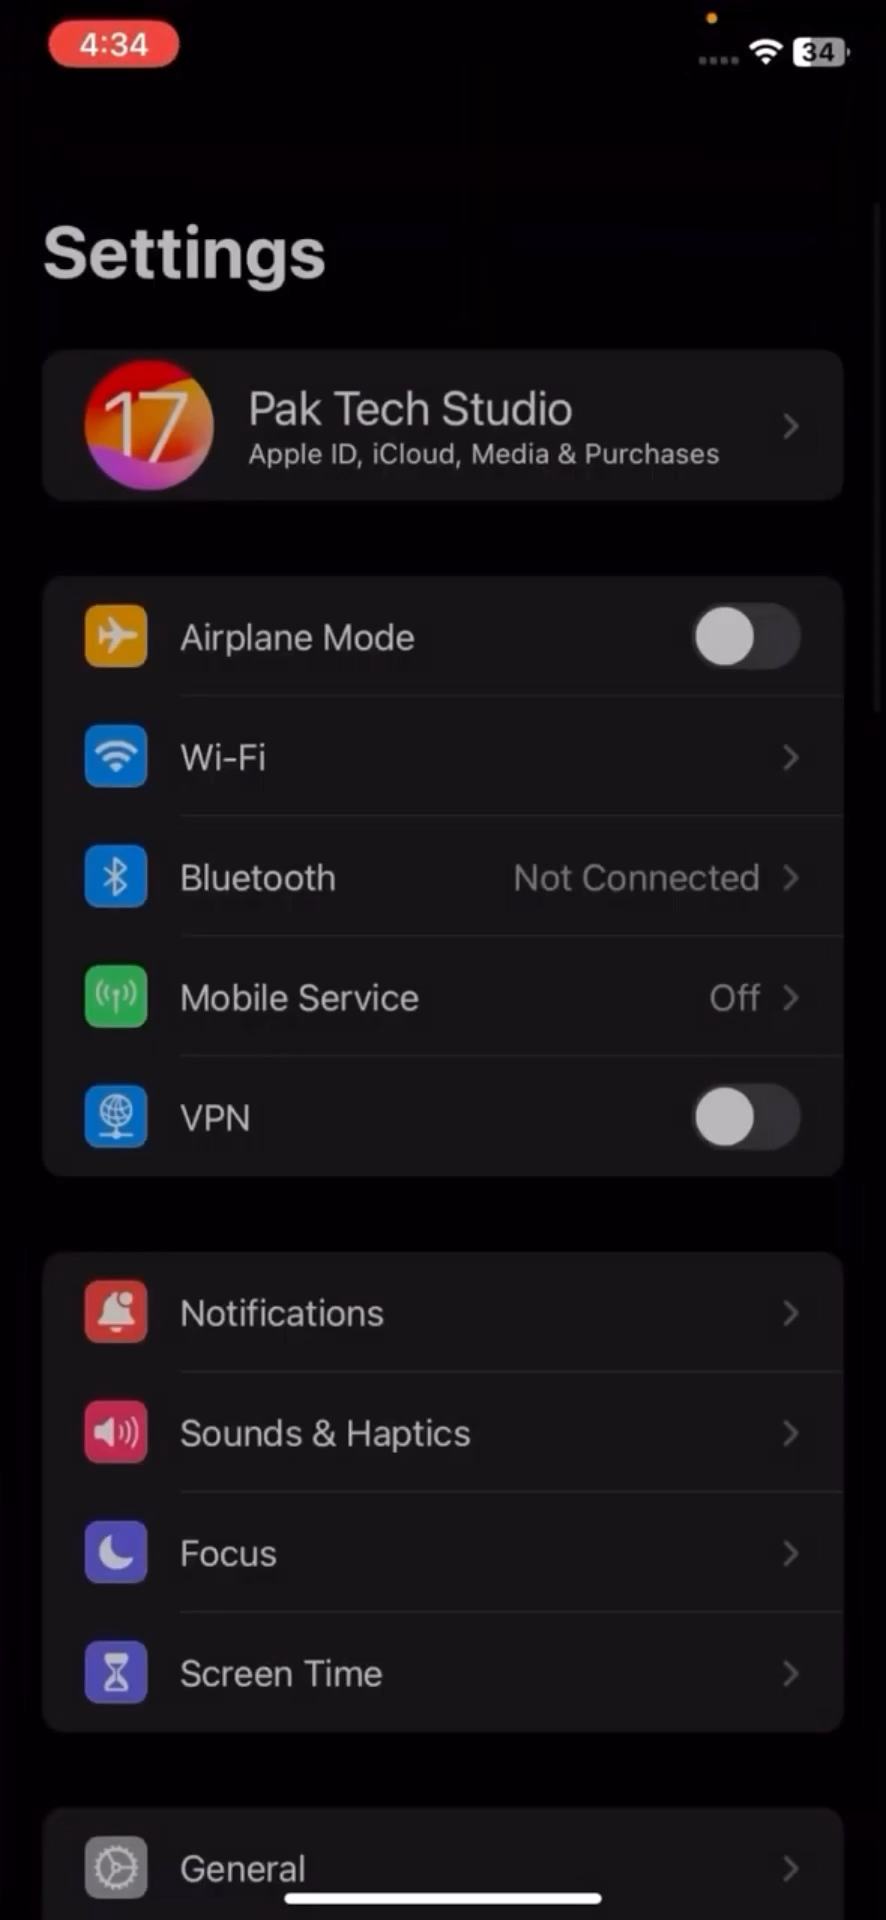 4:34
34
Settings
17
Pak Tech Studio
Apple ID, iCloud, Media & Purchases
Airplane Mode
Wi-Fi
Bluetooth Not Connected
Mobile Service Off
VPN
Notifications
Sounds & Haptics
Focus
Screen Time
General